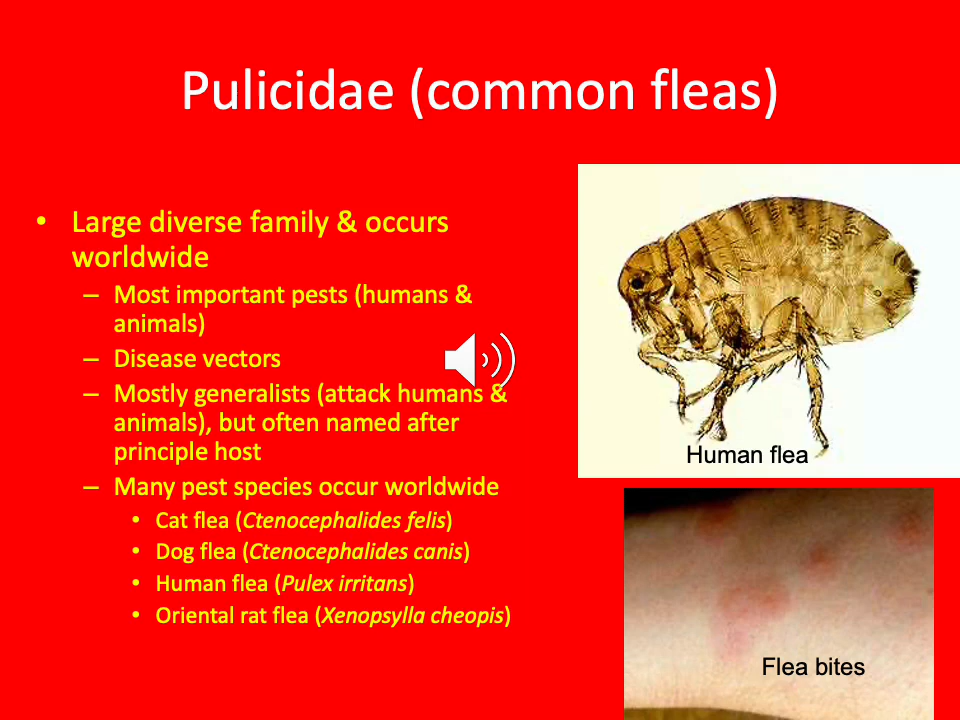 Pulicidae (common fleas)
• Large diverse family & occurs
worldwide
– Most important pests (humans &
animals)
– Disease vectors
– Mostly generalists (attack humans &
animals), but often named after
principle host
– Many pest species occur worldwide
• Cat flea (Ctenocephalides felis)
• Dog flea (Ctenocephalides canis)
• Human flea (Pulex irritans)
• Oriental rat flea (Xenopsylla cheopis)
Human flea
Flea bites